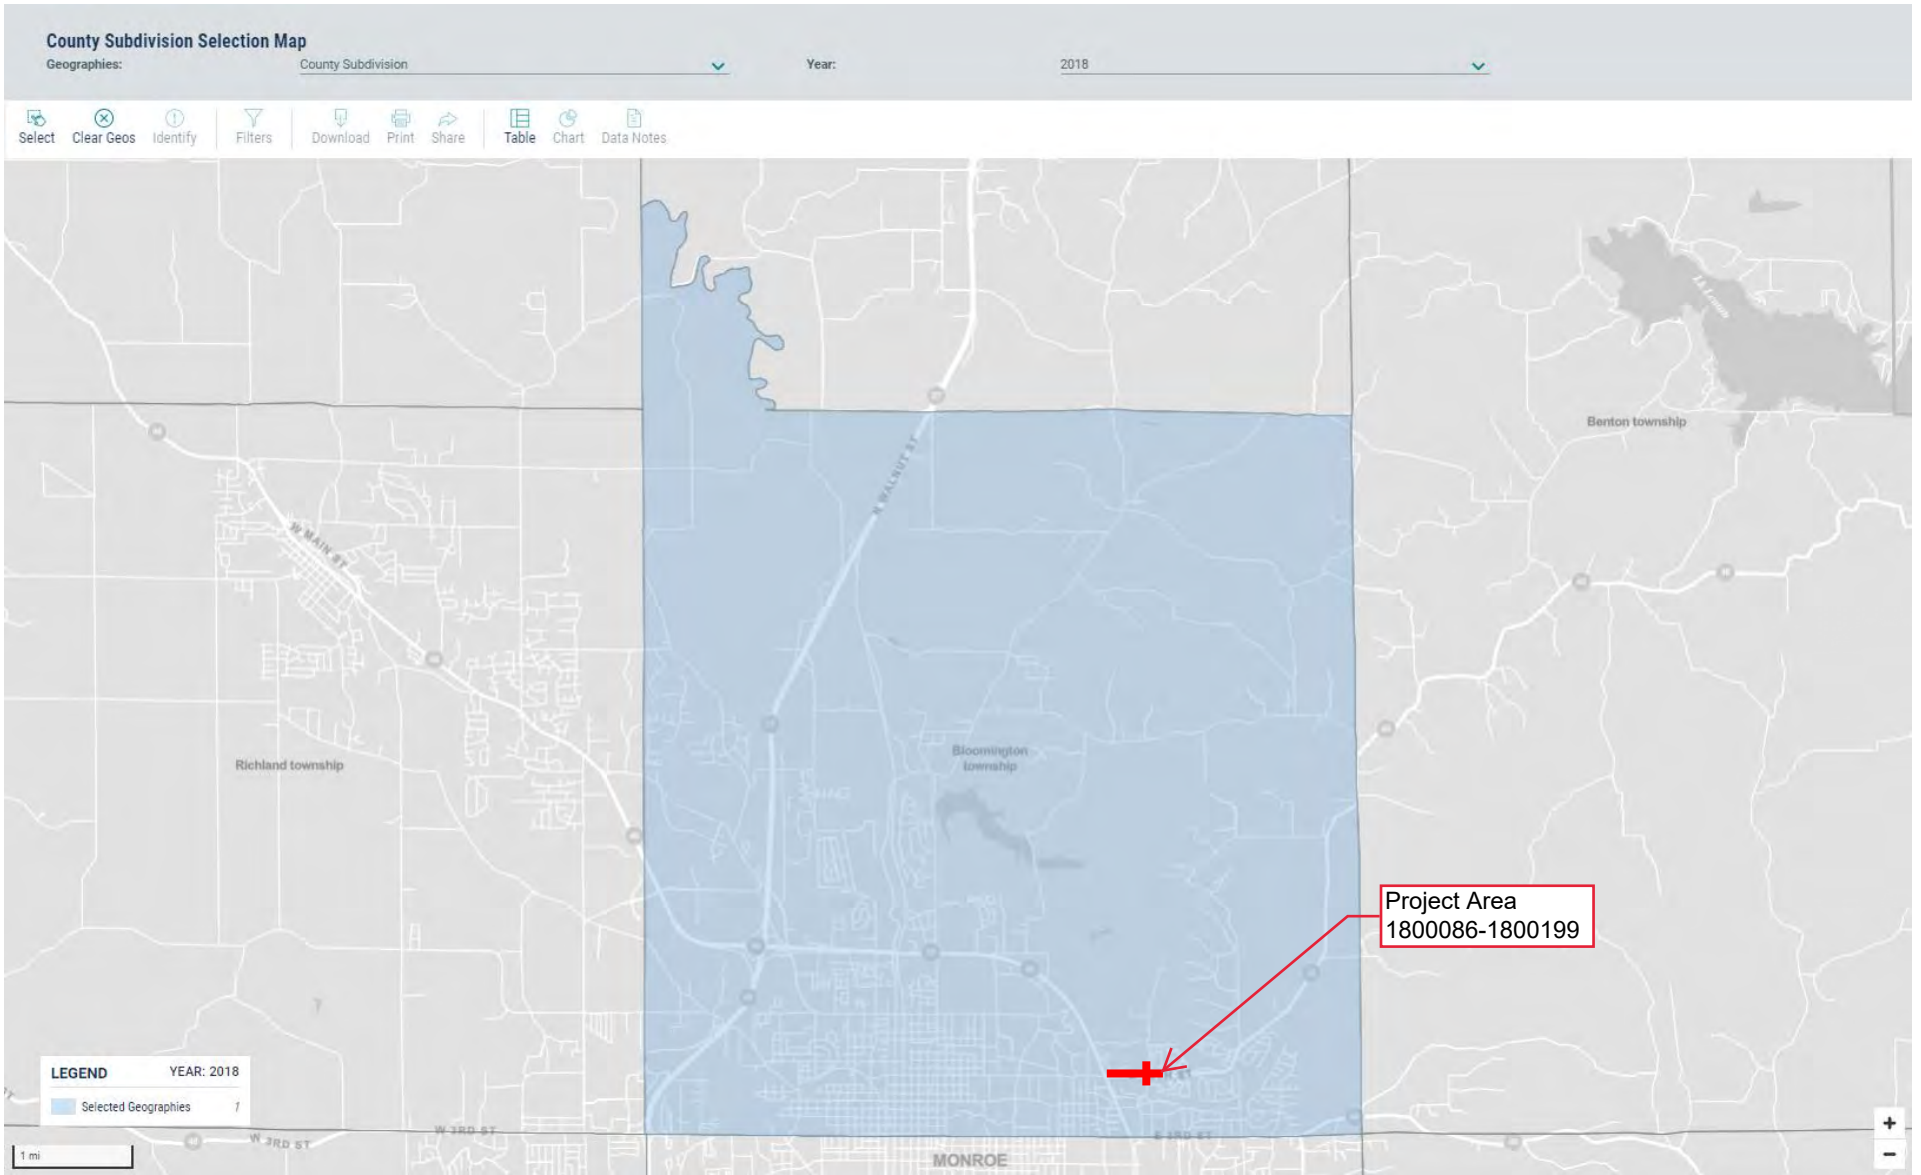 County Subdivision Selection Map
Geographies: County Subdivision Year: 2018
Select Clear Geos Identify Filters Download Print Share Table Chart Data Notes
N WALNUT ST
Benton township
W MAIN ST
Richland township
Bloomington
township
Project Area
1800086-1800199
LEGEND YEAR: 2018
Selected Geographies 1
W 3RD ST
W 3RD ST
E 3RD ST
MONROE
1 mi
+
−